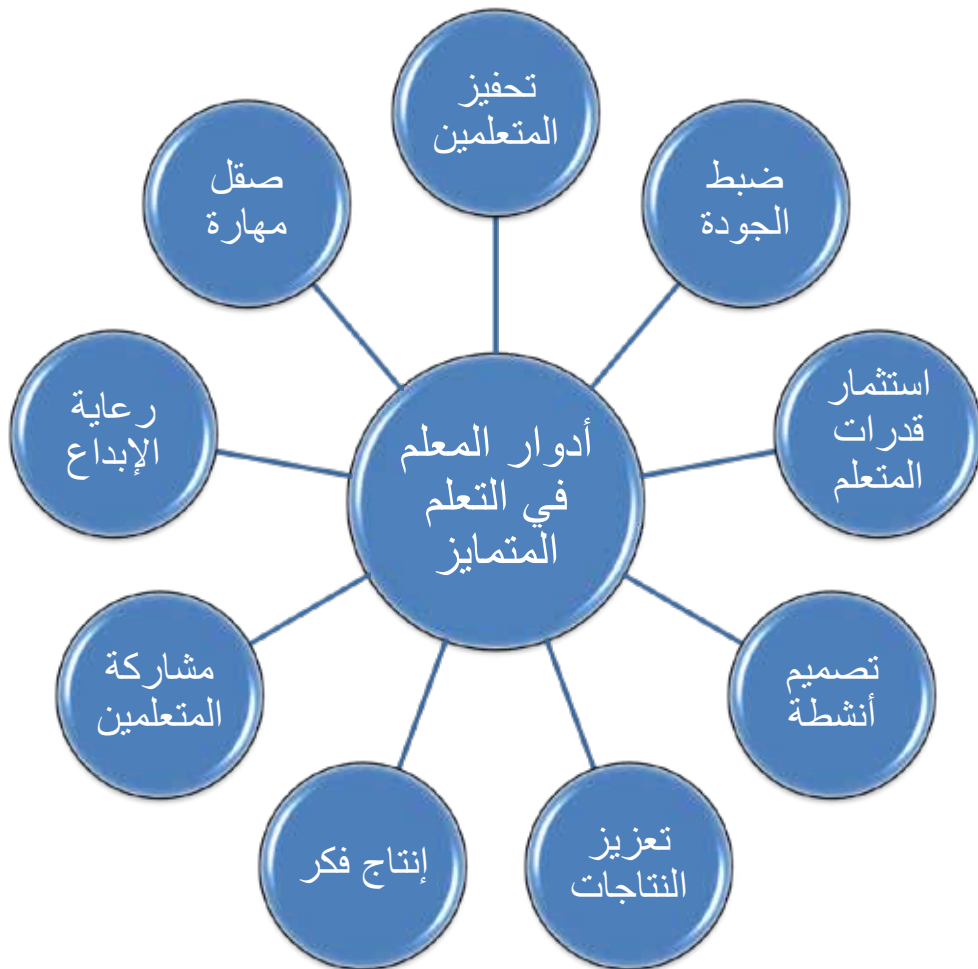 تحفيز
المتعلمين
ضبط
الجودة
استثمار
قدرات
المتعلم
تصميم
أنشطة
تعزيز
النتاجات
إنتاج فكر
مشاركة
المتعلمين
رعاية
الإبداع
صقل
مهارة
أدوار المعلم
في التعلم
المتمايز